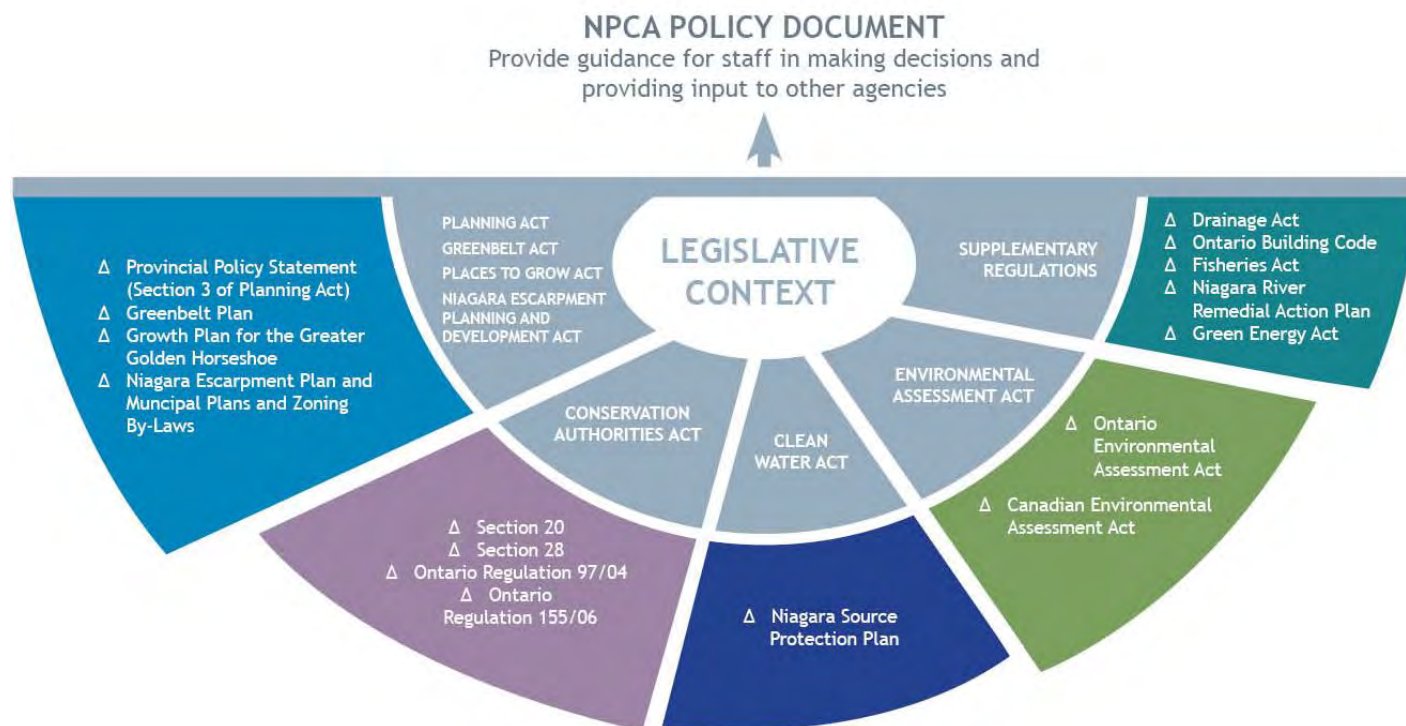 NPCA POLICY DOCUMENT
Provide guidance for staff in making decisions and
providing input to other agencies
LEGISLATIVE
CONTEXT
PLANNING ACT
GREENBELT ACT
PLACES TO GROW ACT
NIAGARA ESCARPMENT
PLANNING AND
DEVELOPMENT ACT
Δ Provincial Policy Statement
(Section 3 of Planning Act)
Δ Greenbelt Plan
Δ Growth Plan for the Greater
Golden Horseshoe
Δ Niagara Escarpment Plan and
Muncipal Plans and Zoning
By-Laws
CONSERVATION
AUTHORITIES ACT
Δ Section 20
Δ Section 28
Δ Ontario Regulation 97/04
Δ Ontario
Regulation 155/06
CLEAN
WATER ACT
Δ Niagara Source
Protection Plan
ENVIRONMENTAL
ASSESSMENT ACT
Δ Ontario
Environmental
Assessment Act
Δ Canadian Environmental
Assessment Act
SUPPLEMENTARY
REGULATIONS
Δ Drainage Act
Δ Ontario Building Code
Δ Fisheries Act
Δ Niagara River
Remedial Action Plan
Δ Green Energy Act